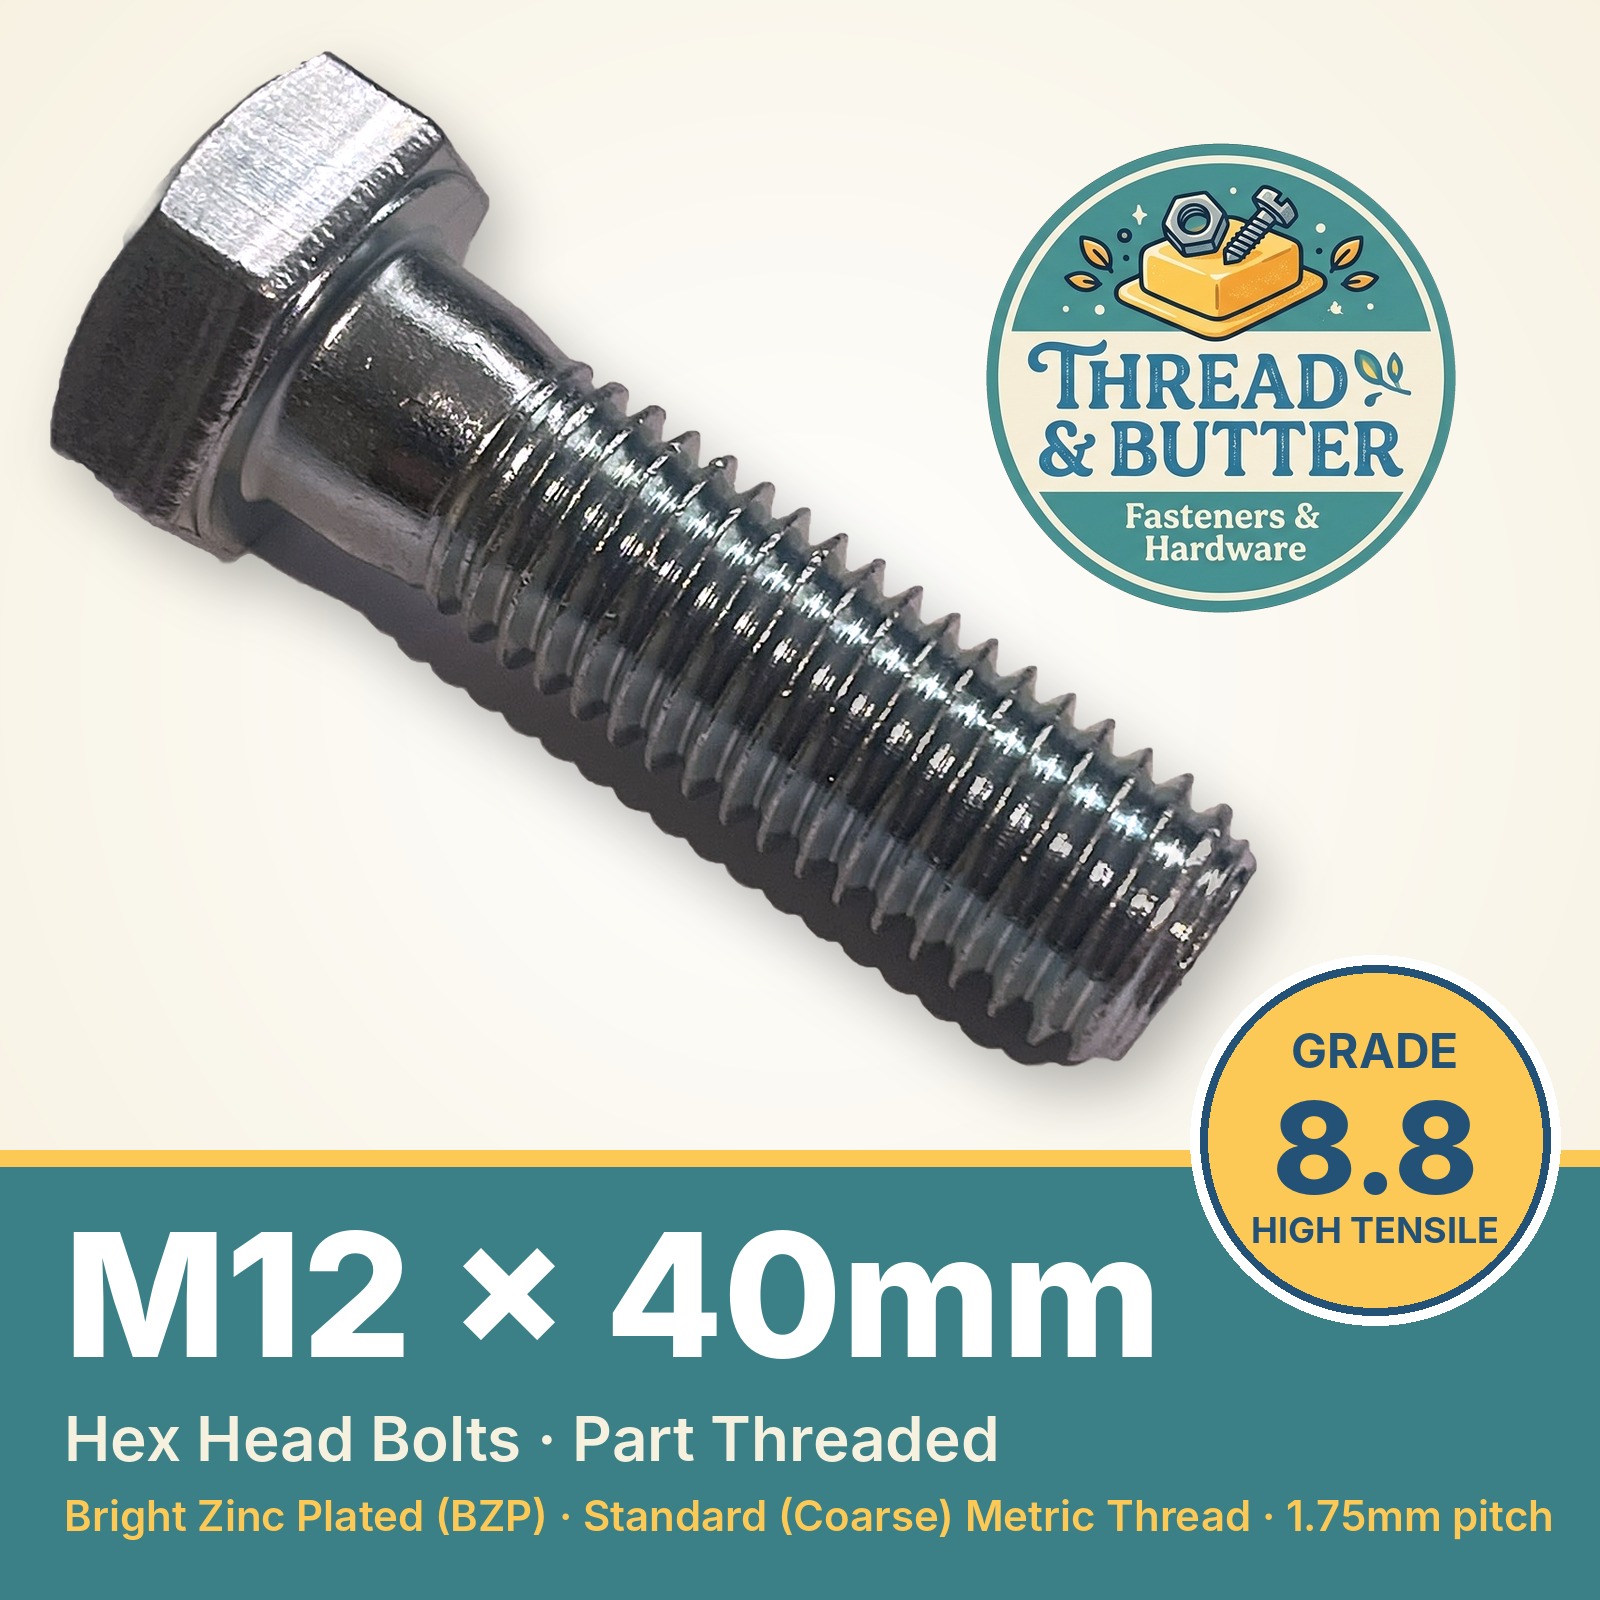 THREAD
& BUTTER
Fasteners &
Hardware
GRADE
8.8
HIGH TENSILE
M12 × 40mm
Hex Head Bolts · Part Threaded
Bright Zinc Plated (BZP) · Standard (Coarse) Metric Thread · 1.75mm pitch